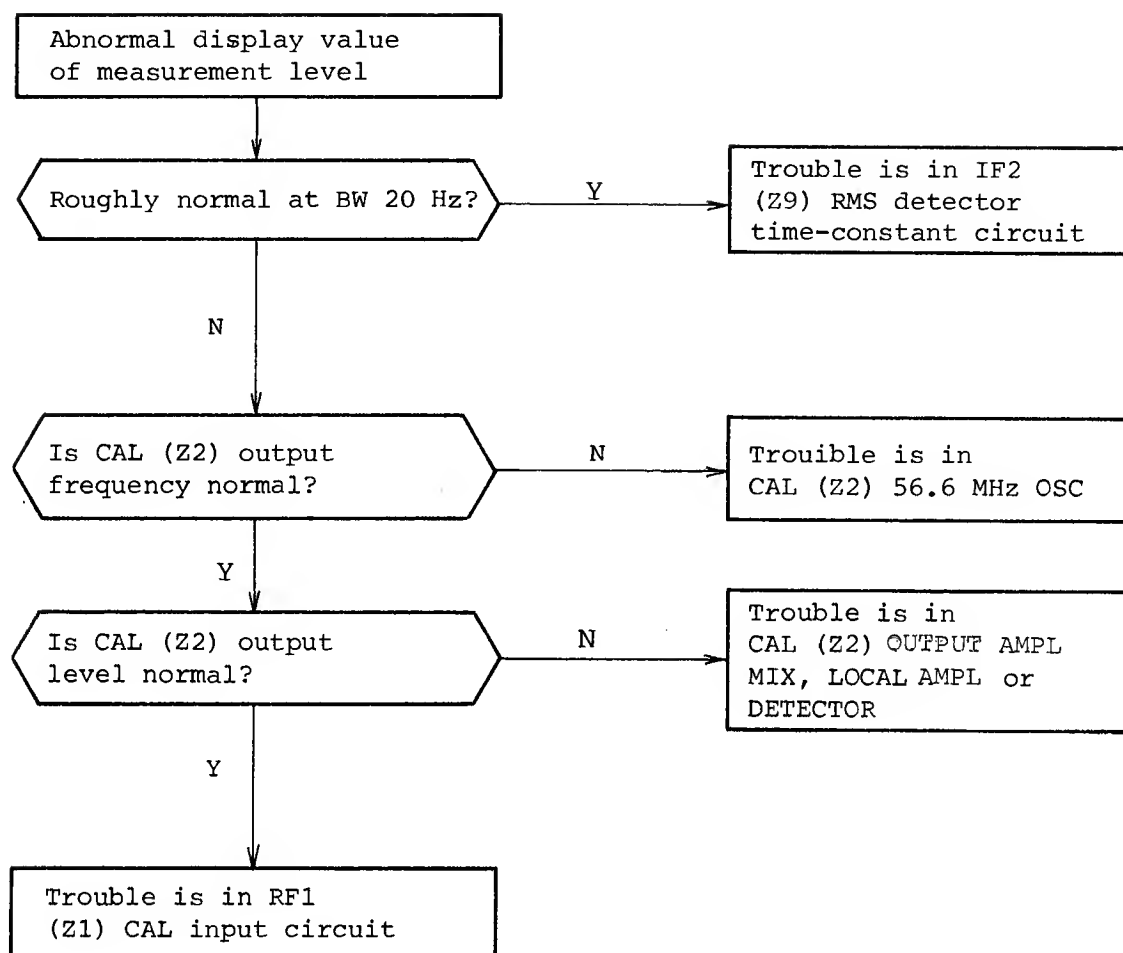 Abnormal display value
of measurement level
Roughly normal at BW 20 Hz?
Y
Trouble is in IF2
(Z9) RMS detector
time-constant circuit
N
Is CAL (Z2) output
frequency normal?
N
Trouible is in
CAL (Z2) 56.6 MHz OSC
Y
Is CAL (Z2) output
level normal?
N
Trouble is in
CAL (Z2) OUTPUT AMPL
MIX, LOCAL AMPL or
DETECTOR
Y
Trouble is in RF1
(Z1) CAL input circuit